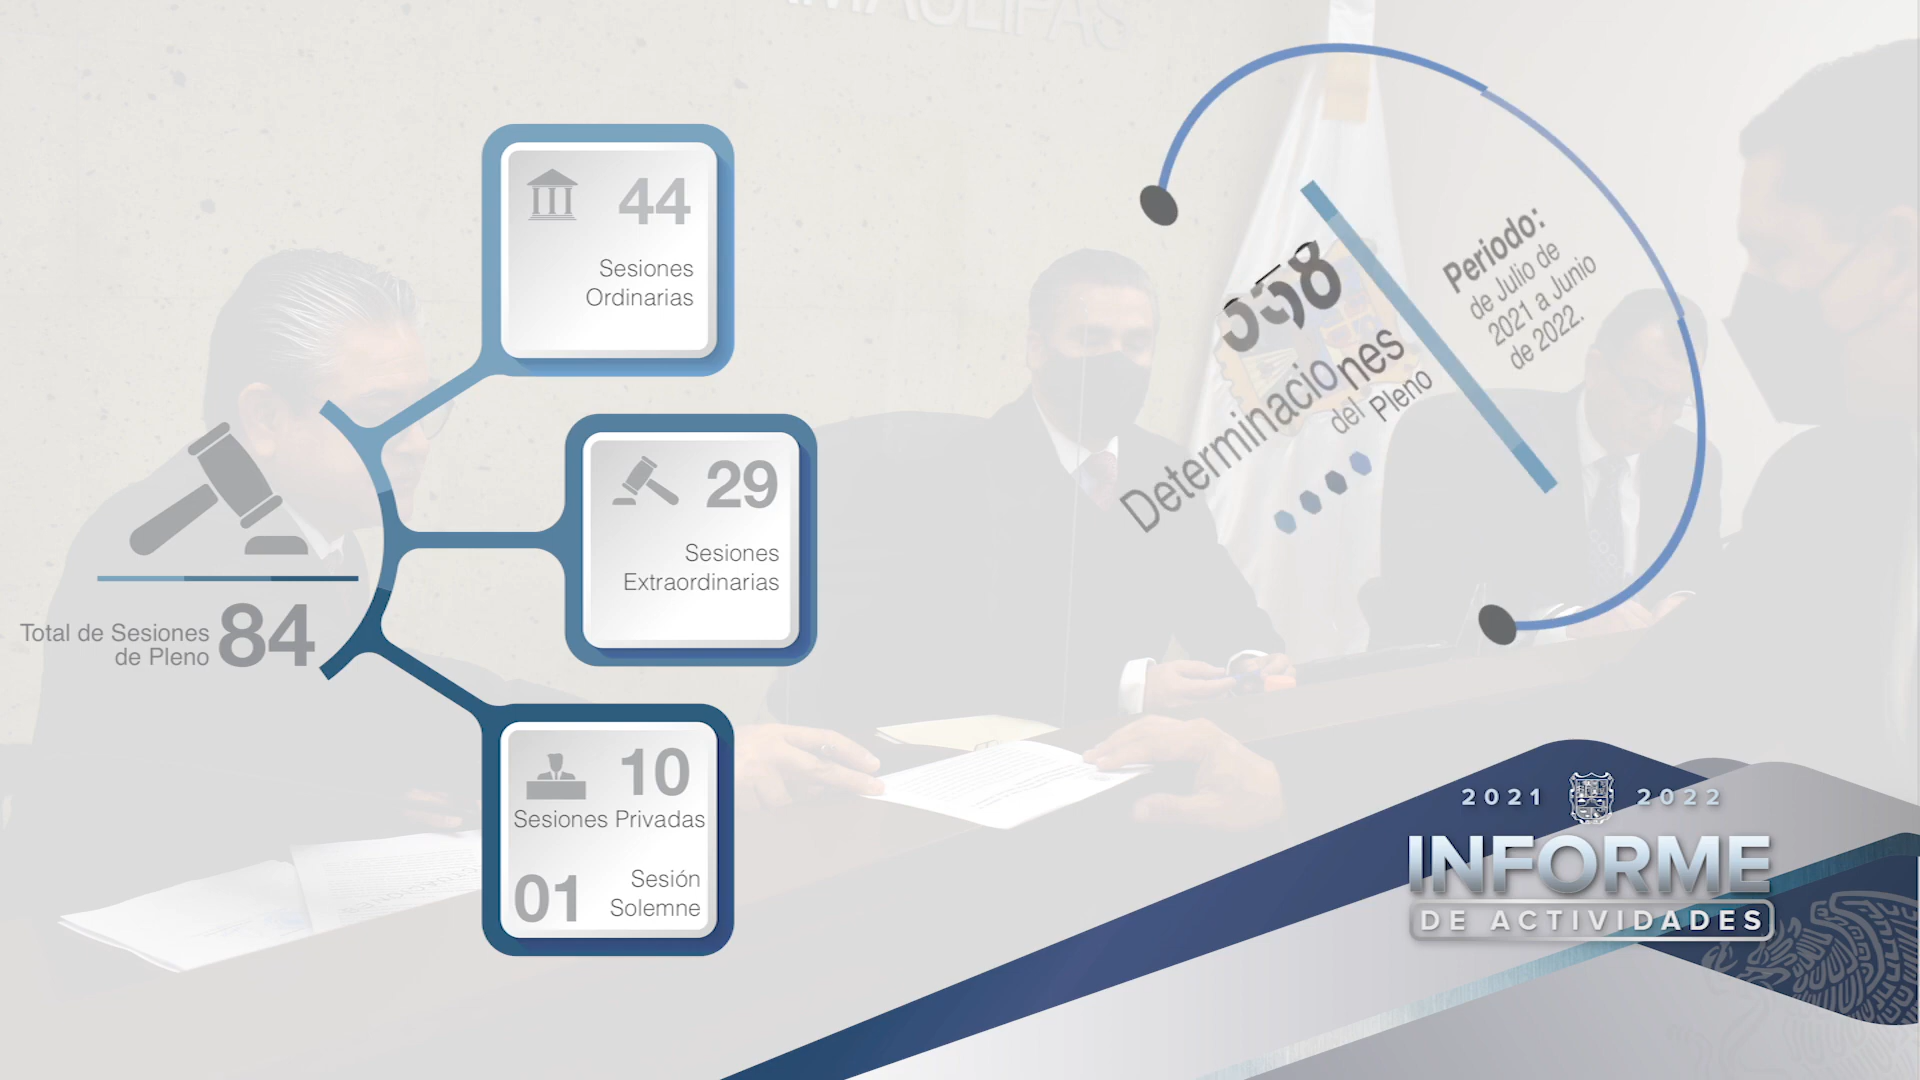 44
Sesiones
Ordinarias
29
Sesiones
Extraordinarias
Total de Sesiones
de Pleno
84
10
Sesiones Privadas
01
Sesión
Solemne
Determinaciones
del Pleno
Periodo:
de Julio de
2021 a Junio
de 2022.
2021 2022
INFORME
DE ACTIVIDADES